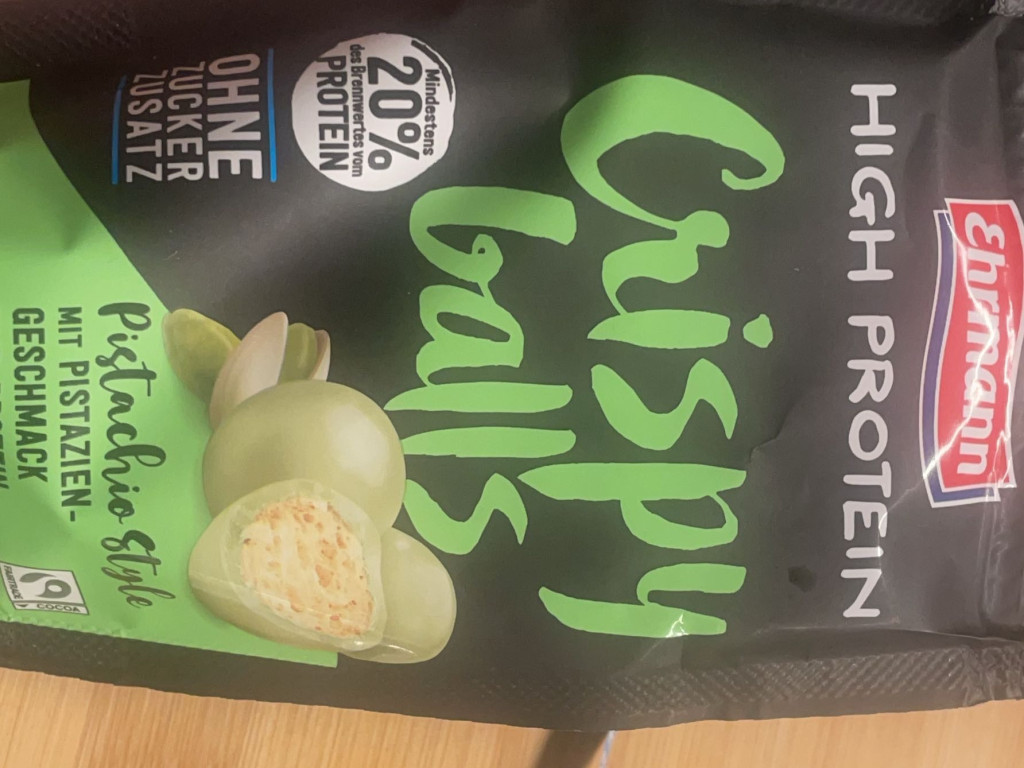 Ehrmann
HIGH PROTEIN
Crispy
balls
Mindestens
20%
des Brennwertes vom
PROTEIN
OHNE
ZUCKER
ZUSATZ
Pistachio Style
MIT PISTAZIEN-
GESCHMACK
FAIRTRADE
COCOA